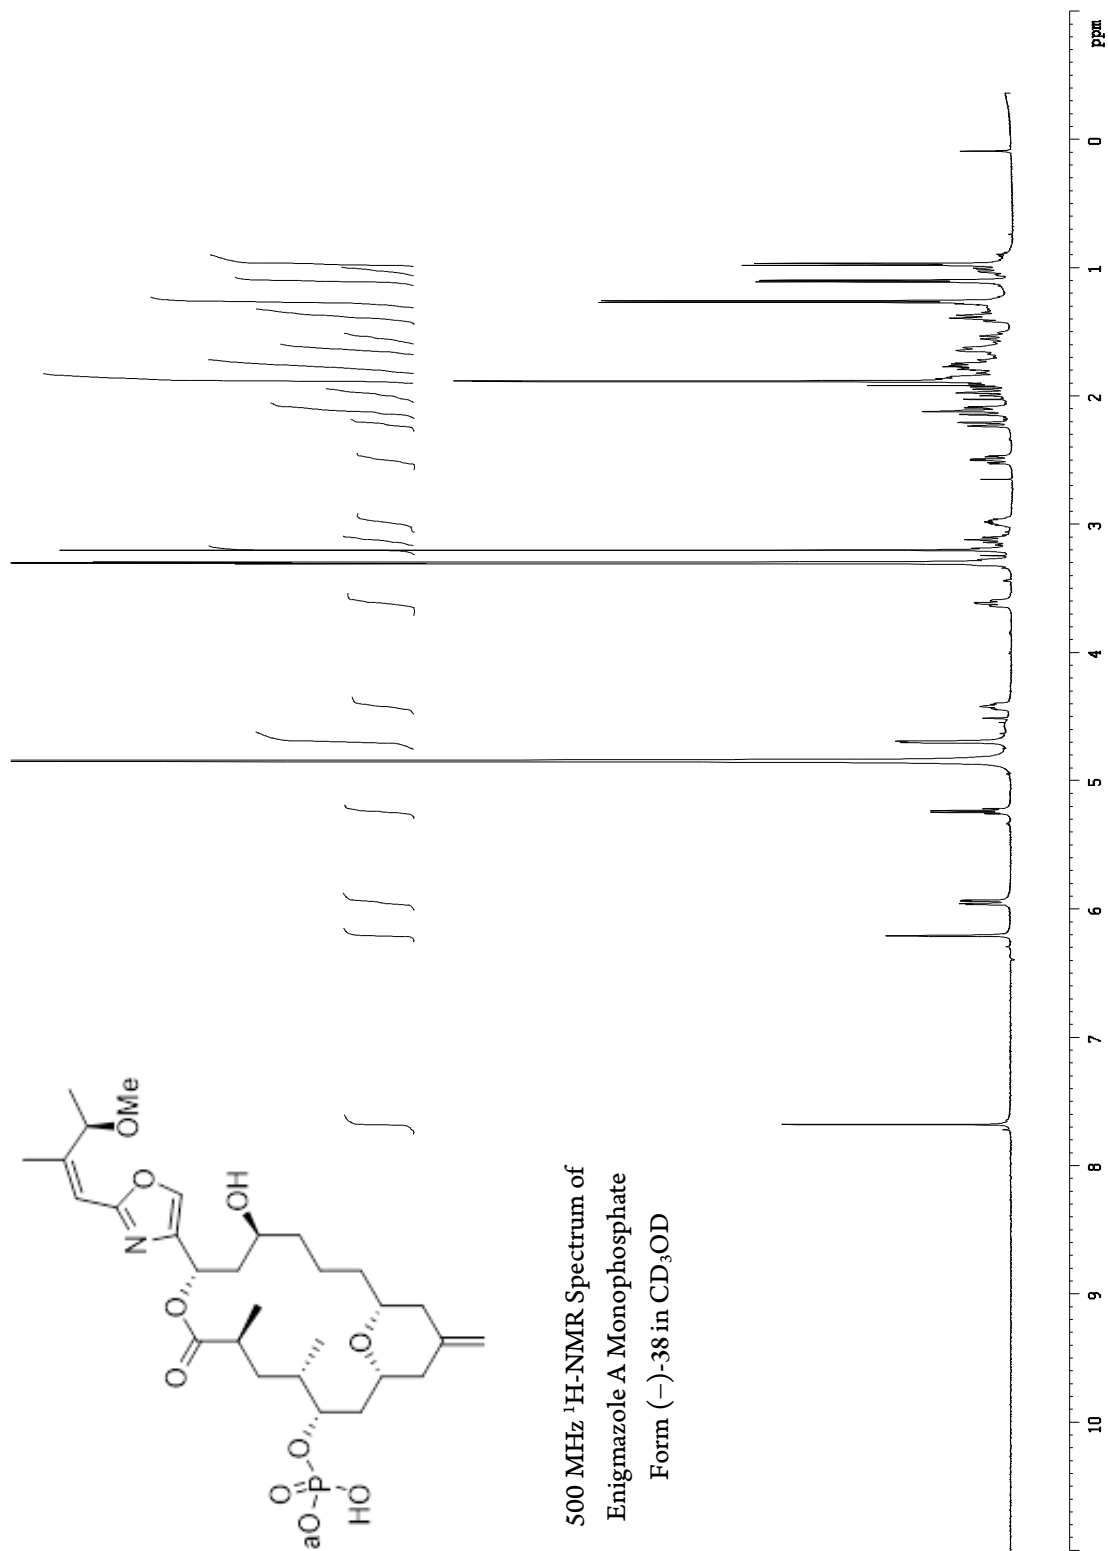 OMe
O
N
OH
O
O
O
O
O
P
aO
HO
500 MHz ¹H-NMR Spectrum of
Enigmazole A Monophosphate
Form (−)-38 in CD₃OD
0
1
2
3
4
5
6
7
8
9
10
ppm